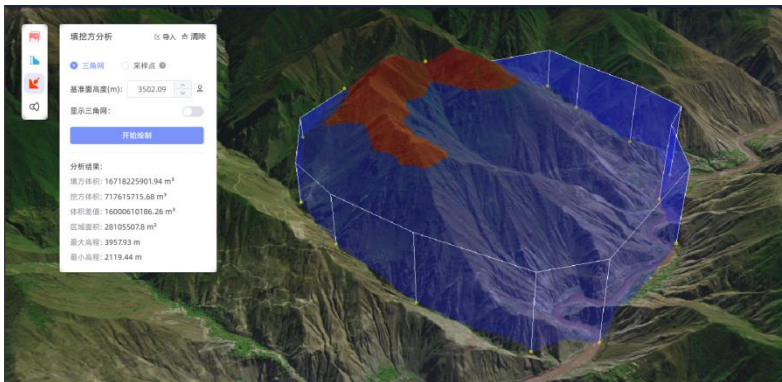 填挖方分析 导入 清除
三角网 采样点
基准面高度(m): 3502.09
显示三角网:
开始绘制
分析结果:
填方体积: 16718225901.94 m³
挖方体积: 717615715.68 m³
体积差值: 16000610186.26 m³
区域面积: 28105507.8 m²
最大高程: 3957.93 m
最小高程: 2119.44 m